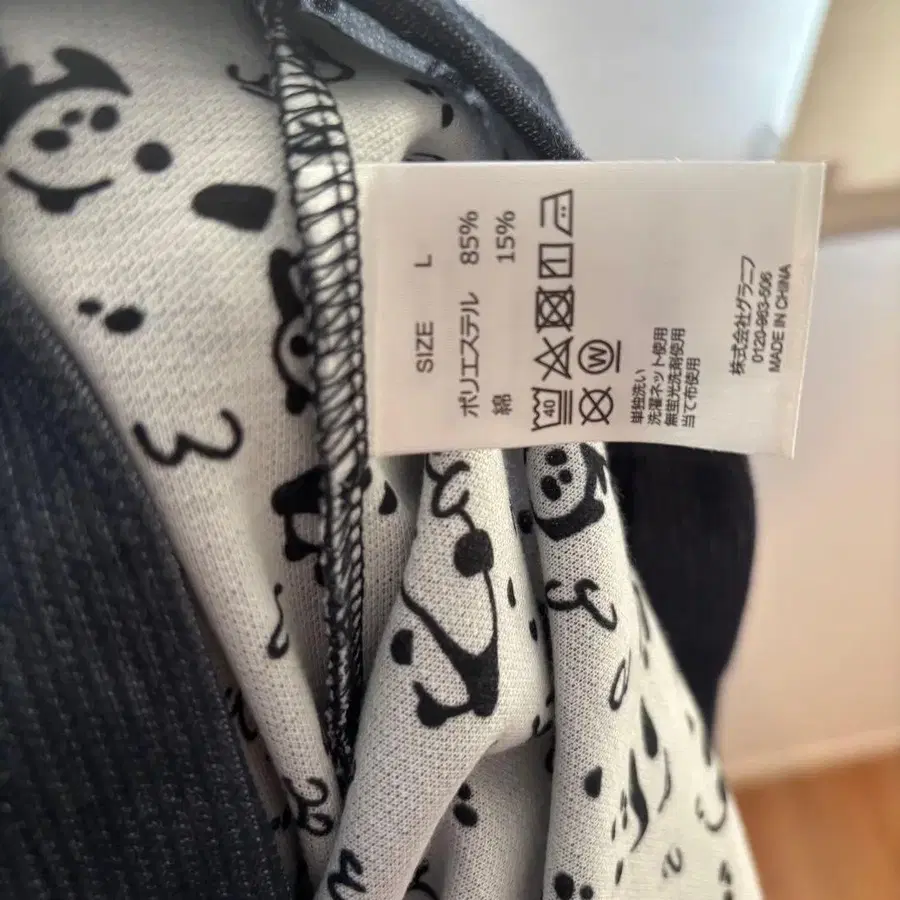 SIZE L
ポリエステル 85%
綿 15%
40
W
単独洗い
洗濯ネット使用
無蛍光洗剤使用
当て布使用
株式会社グラニフ
0120-963-506
MADE IN CHINA